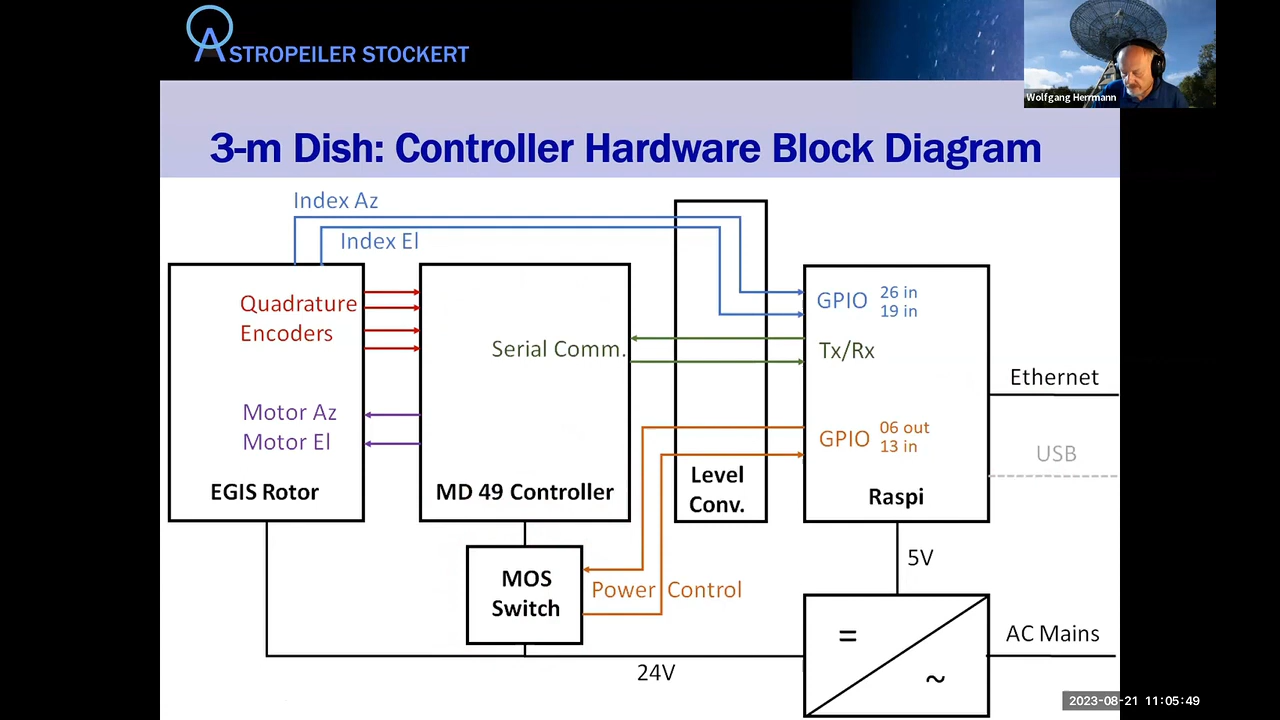 ASTROPEILER STOCKERT
Wolfgang Herrmann
3-m Dish: Controller Hardware Block Diagram
Index Az
Index El
Quadrature
Encoders
Motor Az
Motor El
EGIS Rotor
Serial Comm.
MD 49 Controller
Level
Conv.
GPIO 26 in
19 in
Tx/Rx
GPIO 06 out
13 in
Raspi
Ethernet
USB
MOS
Switch
Power Control
5V
24V
=
~
AC Mains
2023-08-21 11:05:49